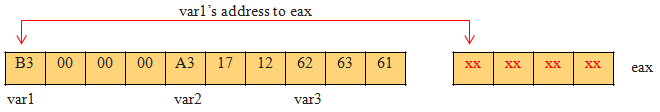 var1's address to eax
B3 00 00 00 A3 17 12 62 63 61 xx xx xx xx eax
var1 var2 var3